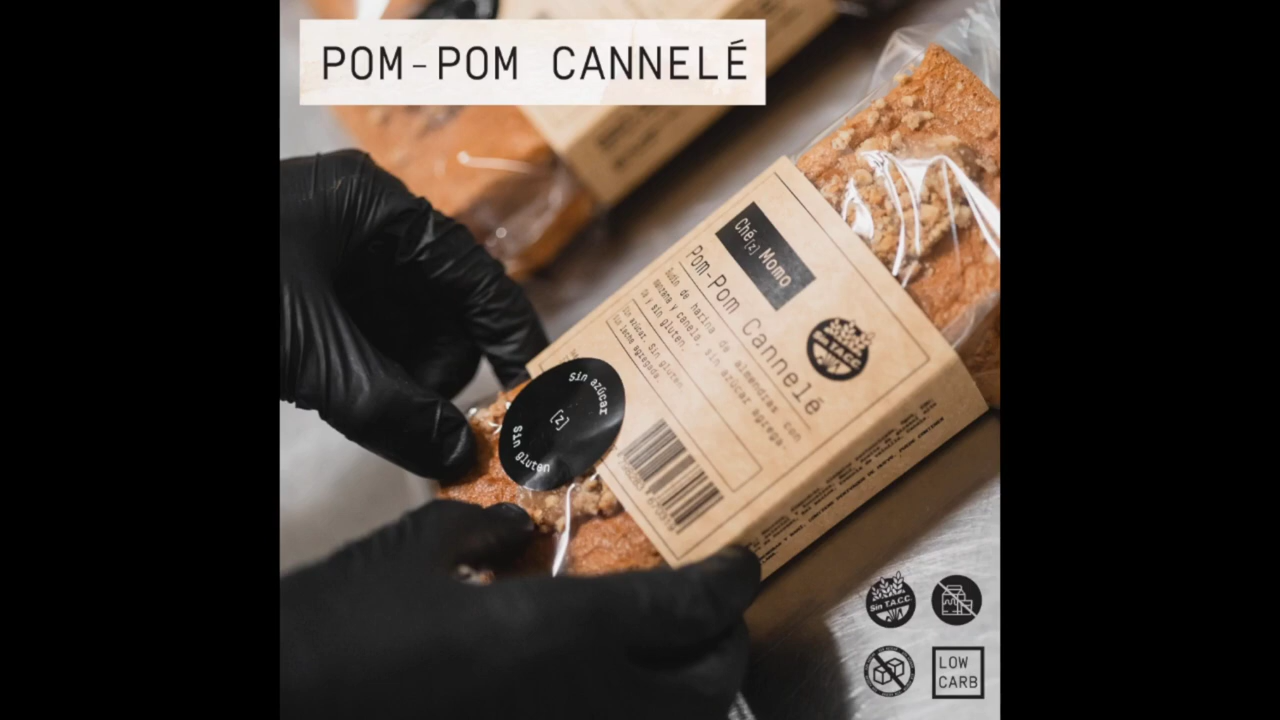 POM-POM CANNELÉ
Ché[z] Momo
Pom-Pom Cannelé
Budín de harina de almendras con
manzana y canela, sin azúcar agrega-
da y sin gluten.
Sin azúcar. Sin gluten.
Sin leche agregada.
Sin T.A.C.C.
Sin azúcar
[z]
Sin gluten
Sin T.A.C.C.
LOW
CARB